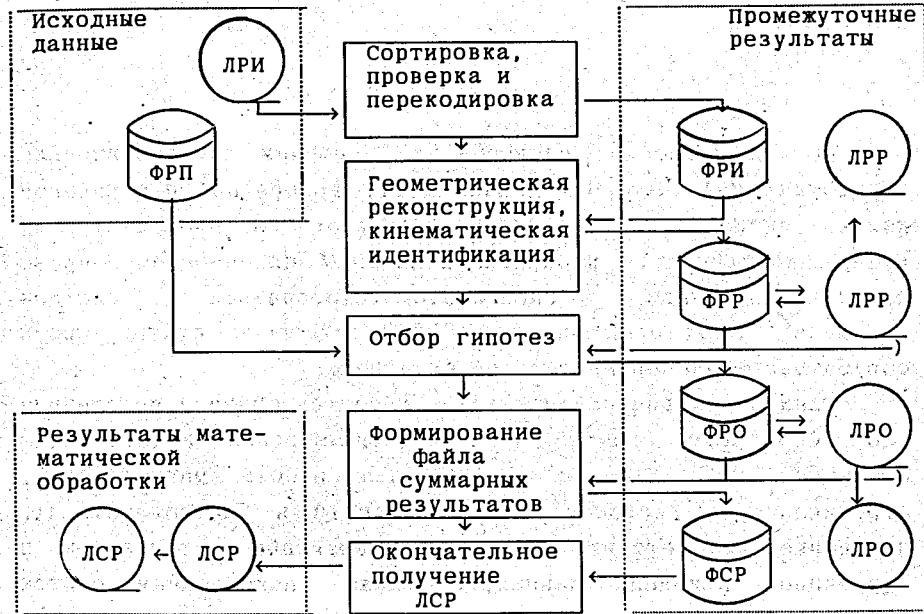 Исходные
данные
ЛРИ
ФРП
Сортировка,
проверка и
перекодировка
Геометрическая
реконструкция,
кинематическая
идентификация
Отбор гипотез
Формирование
файла
суммарных
результатов
Окончательное
получение
ЛСР
Промежуточные
результаты
ФРИ
ЛРР
ФРР
ЛРР
ФРО
ЛРО
ФСР
ЛРО
Результаты мате-
матической
обработки
ЛСР
ЛСР